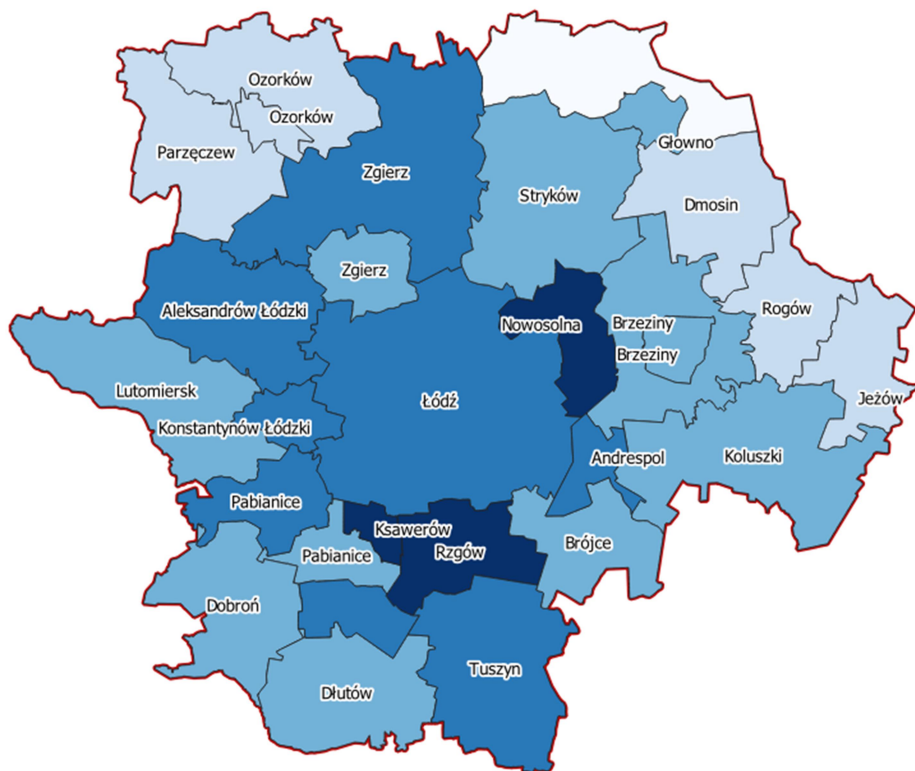 Ozorków
Ozorków
Parzęczew
Zgierz
Głowno
Stryków
Dmosin
Zgierz
Aleksandrów Łódzki
Nowosolna
Brzeziny
Rogów
Brzeziny
Lutomiersk
Łódź
Jeżów
Konstantynów Łódzki
Andrespol
Koluszki
Pabianice
Ksawerów
Rzgów
Brójce
Pabianice
Dobroń
Tuszyn
Dłutów